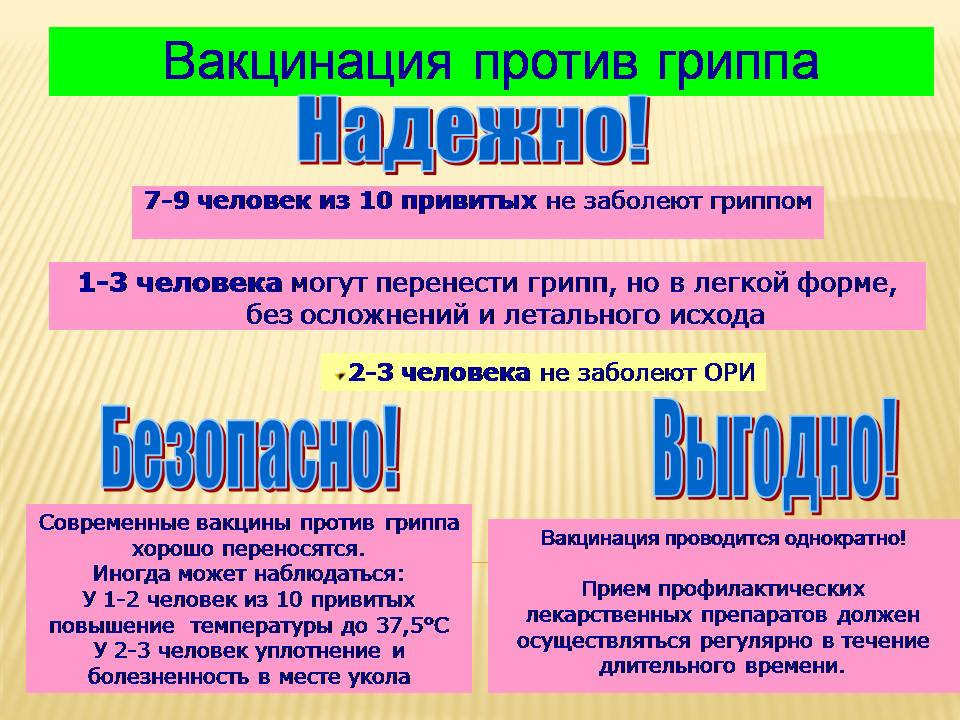 Вакцинация против гриппа
Надежно!
7-9 человек из 10 привитых не заболеют гриппом
1-3 человека могут перенести грипп, но в легкой форме,
без осложнений и летального исхода
2-3 человека не заболеют ОРИ
Безопасно!
Современные вакцины против гриппа
хорошо переносятся.
Иногда может наблюдаться:
У 1-2 человек из 10 привитых
повышение температуры до 37,5°С
У 2-3 человек уплотнение и
болезненность в месте укола
Выгодно!
Вакцинация проводится однократно!
Прием профилактических
лекарственных препаратов должен
осуществляться регулярно в течение
длительного времени.